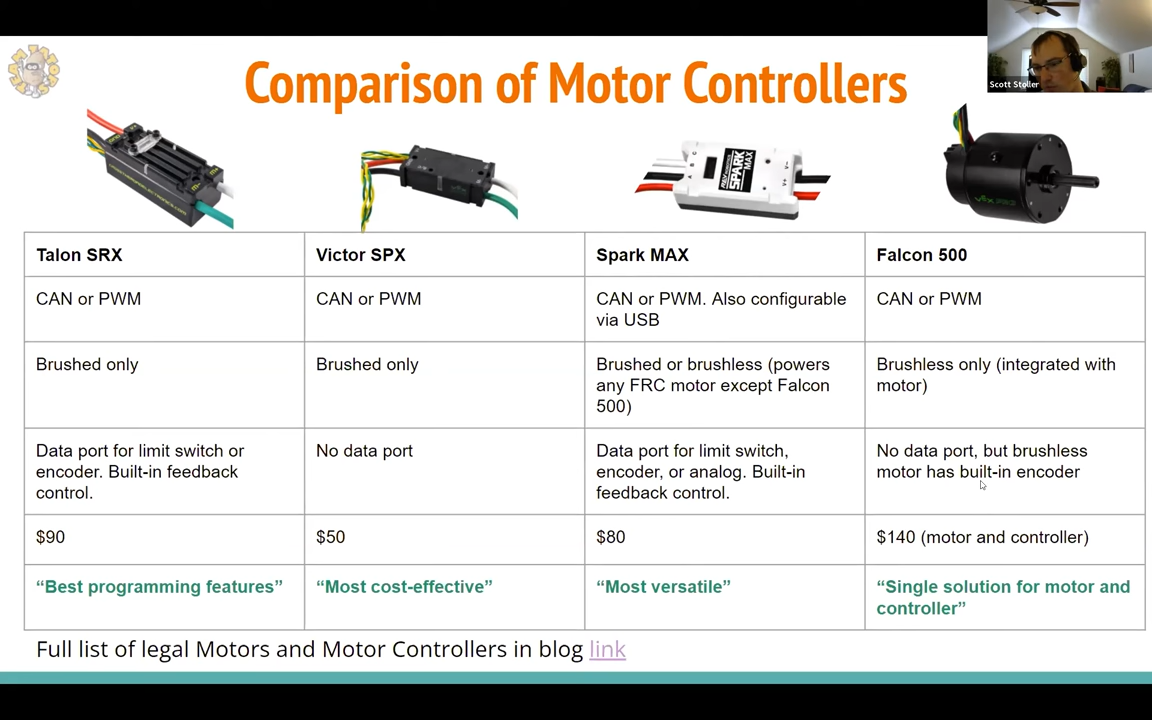 Scott Stoller
Comparison of Motor Controllers
SPARK
MAX
Talon SRX
Victor SPX
Spark MAX
Falcon 500
CAN or PWM
CAN or PWM
CAN or PWM. Also configurable
via USB
CAN or PWM
Brushed only
Brushed only
Brushed or brushless (powers
any FRC motor except Falcon
500)
Brushless only (integrated with
motor)
Data port for limit switch or
encoder. Built-in feedback
control.
No data port
Data port for limit switch,
encoder, or analog. Built-in
feedback control.
No data port, but brushless
motor has built-in encoder
$90
$50
$80
$140 (motor and controller)
“Best programming features”
“Most cost-effective”
“Most versatile”
“Single solution for motor and
controller”
Full list of legal Motors and Motor Controllers in blog link